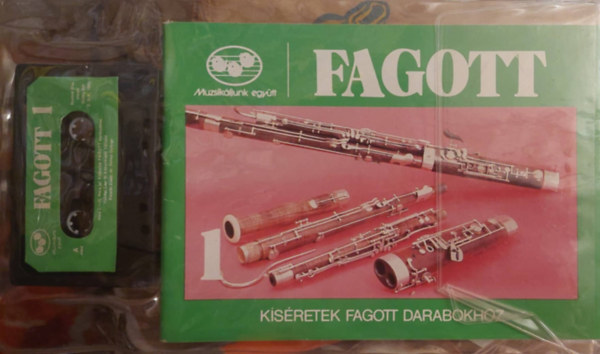 FAGOTT 1
Muzsikáljunk együtt
FAGOTT
1
KÍSÉRETEK FAGOTT DARABOKHOZ